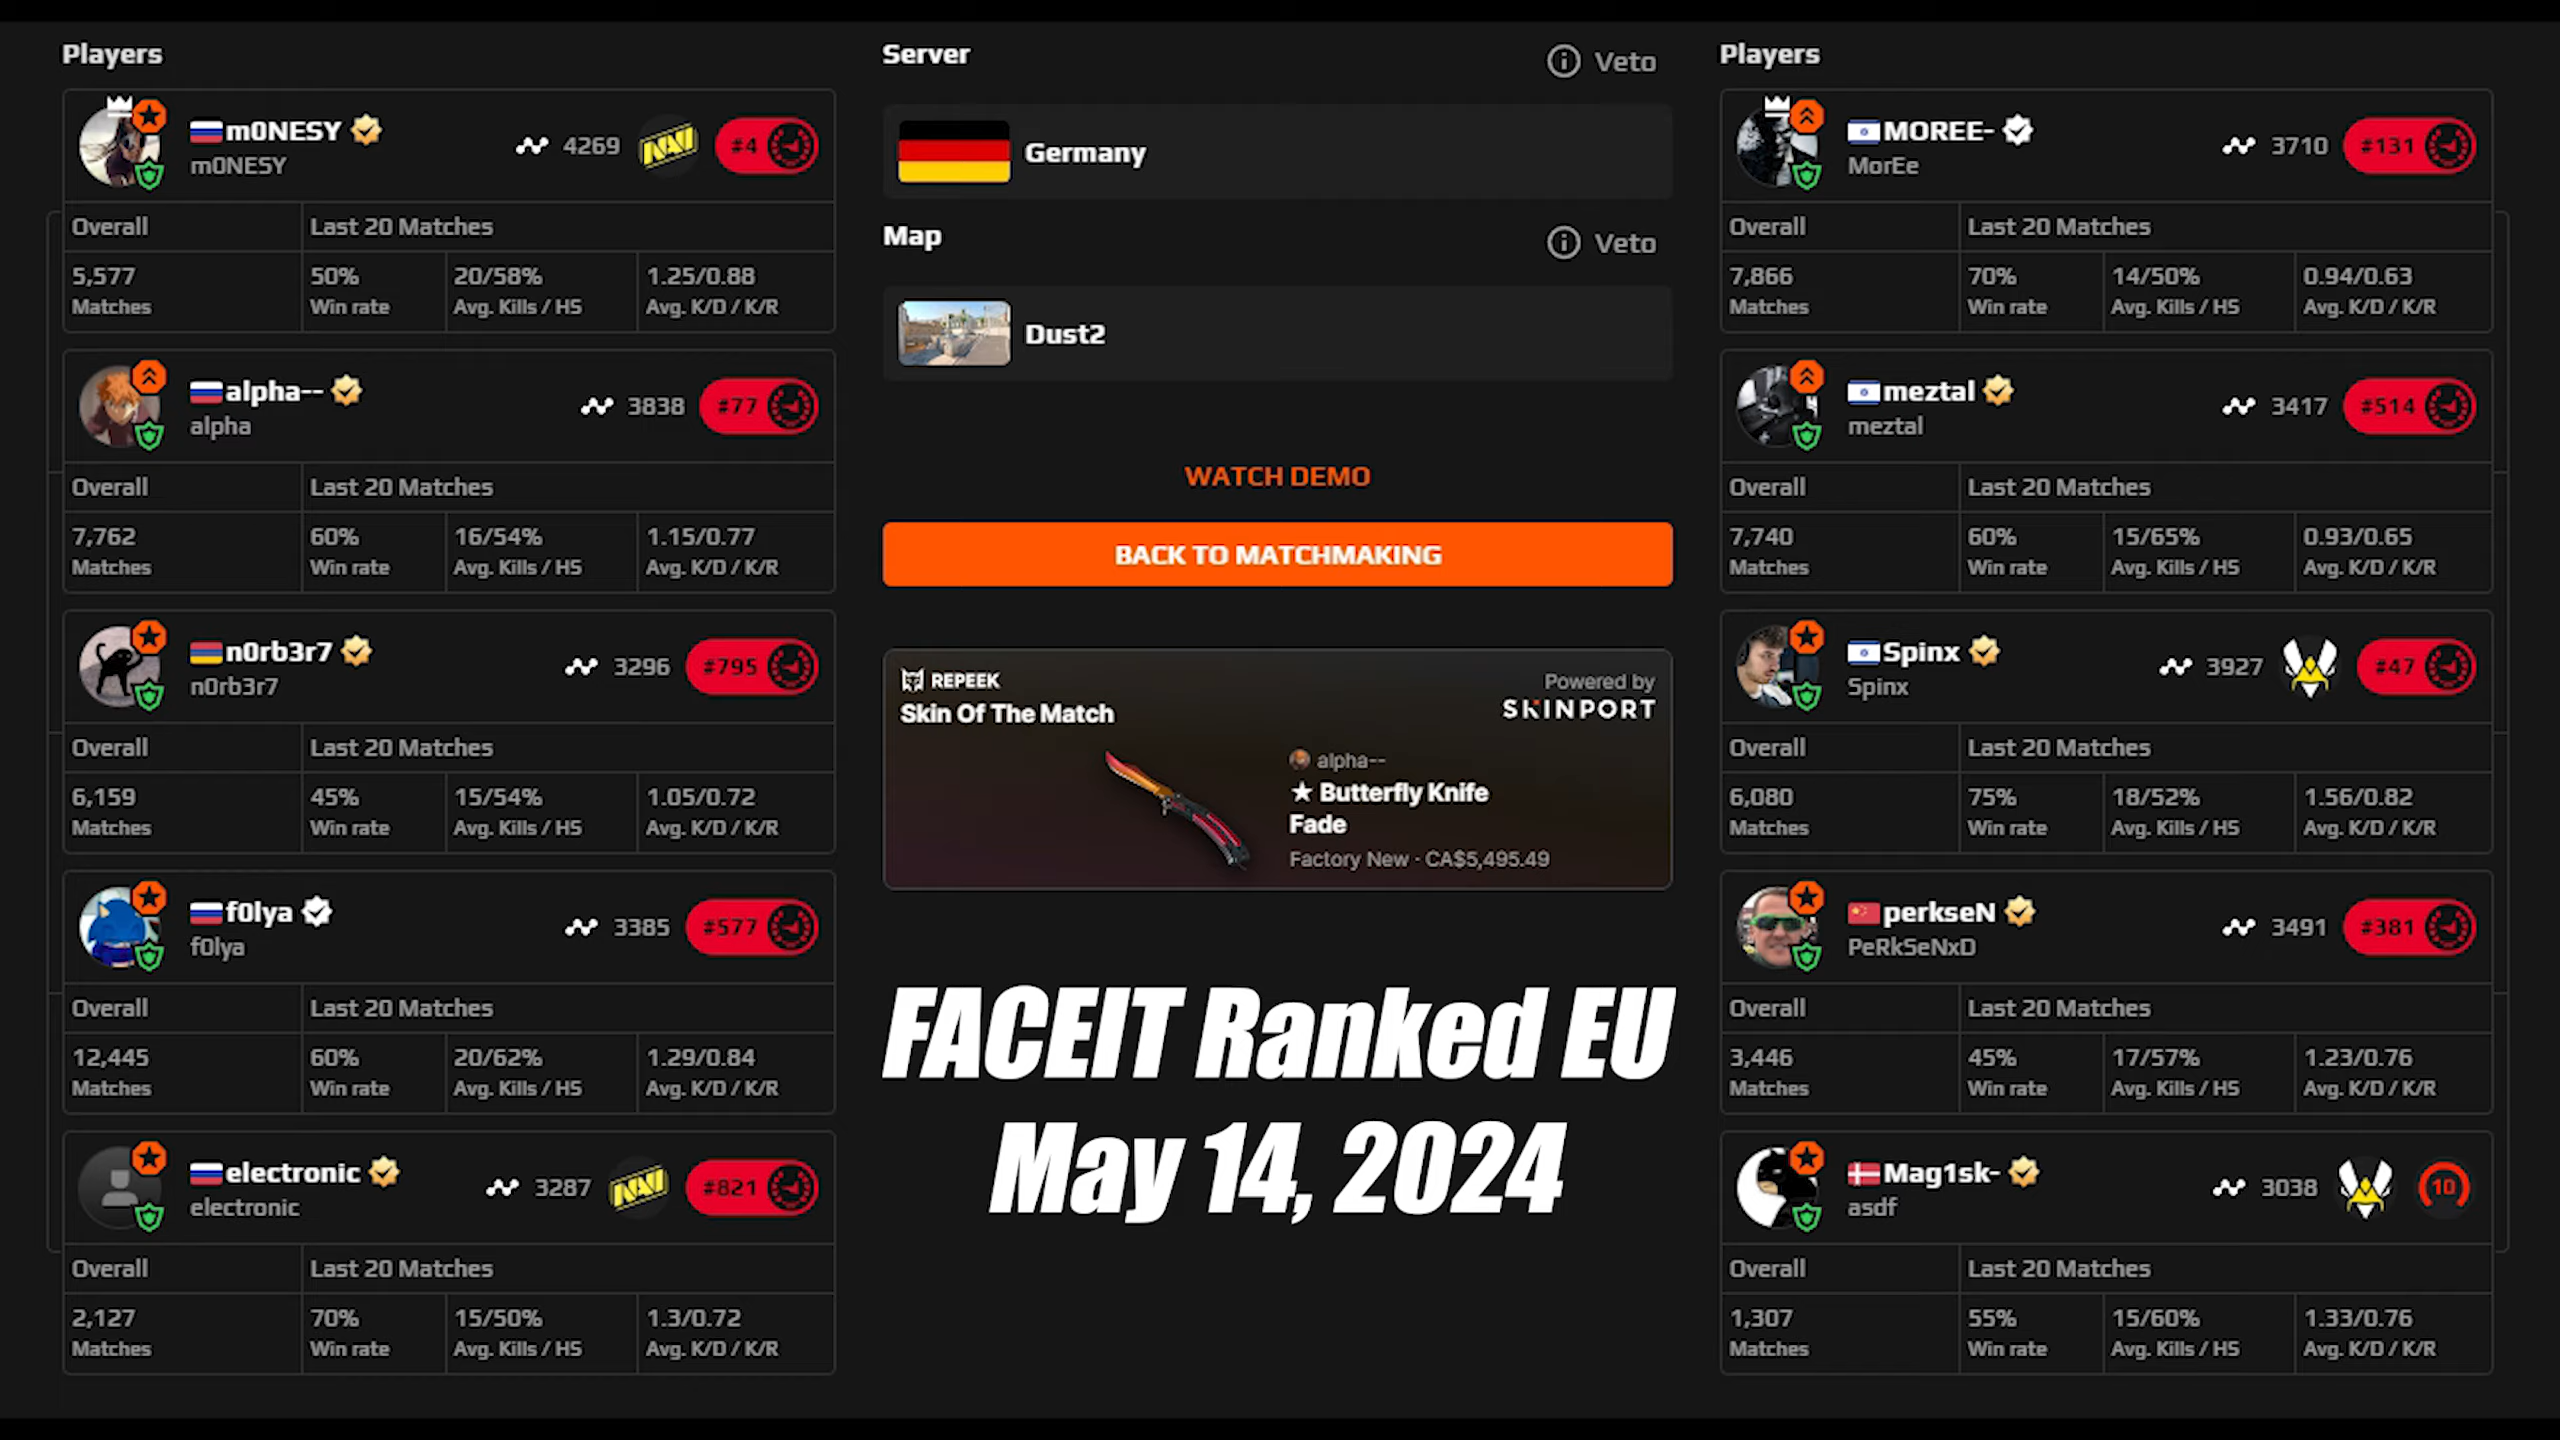 Players
m0NESY
m0NESY
4269
NAVI
#4
Overall
Last 20 Matches
5,577
50%
20/58%
1.25/0.88
Matches
Win rate
Avg. Kills / HS
Avg. K/D / K/R
alpha--
alpha
3838
#77
Overall
Last 20 Matches
7,762
60%
16/54%
1.15/0.77
Matches
Win rate
Avg. Kills / HS
Avg. K/D / K/R
n0rb3r7
n0rb3r7
3296
#795
Overall
Last 20 Matches
6,159
45%
15/54%
1.05/0.72
Matches
Win rate
Avg. Kills / HS
Avg. K/D / K/R
f0lya
f0lya
3385
#577
Overall
Last 20 Matches
12,445
60%
20/62%
1.29/0.84
Matches
Win rate
Avg. Kills / HS
Avg. K/D / K/R
electronic
electronic
3287
NAVI
#821
Overall
Last 20 Matches
2,127
70%
15/50%
1.3/0.72
Matches
Win rate
Avg. Kills / HS
Avg. K/D / K/R
Server
Veto
Germany
Map
Veto
Dust2
WATCH DEMO
BACK TO MATCHMAKING
REPEEK
Skin Of The Match
Powered by
SKINPORT
alpha--
★ Butterfly Knife
Fade
Factory New · CA$5,495.49
FACEIT Ranked EU
May 14, 2024
Players
MOREE-
MorEe
3710
#131
Overall
Last 20 Matches
7,866
70%
14/50%
0.94/0.63
Matches
Win rate
Avg. Kills / HS
Avg. K/D / K/R
meztal
meztal
3417
#514
Overall
Last 20 Matches
7,740
60%
15/65%
0.93/0.65
Matches
Win rate
Avg. Kills / HS
Avg. K/D / K/R
Spinx
Spinx
3927
#47
Overall
Last 20 Matches
6,080
75%
18/52%
1.56/0.82
Matches
Win rate
Avg. Kills / HS
Avg. K/D / K/R
perkseN
PeRkSeNxD
3491
#381
Overall
Last 20 Matches
3,446
45%
17/57%
1.23/0.76
Matches
Win rate
Avg. Kills / HS
Avg. K/D / K/R
Mag1sk-
asdf
3038
10
Overall
Last 20 Matches
1,307
55%
15/60%
1.33/0.76
Matches
Win rate
Avg. Kills / HS
Avg. K/D / K/R